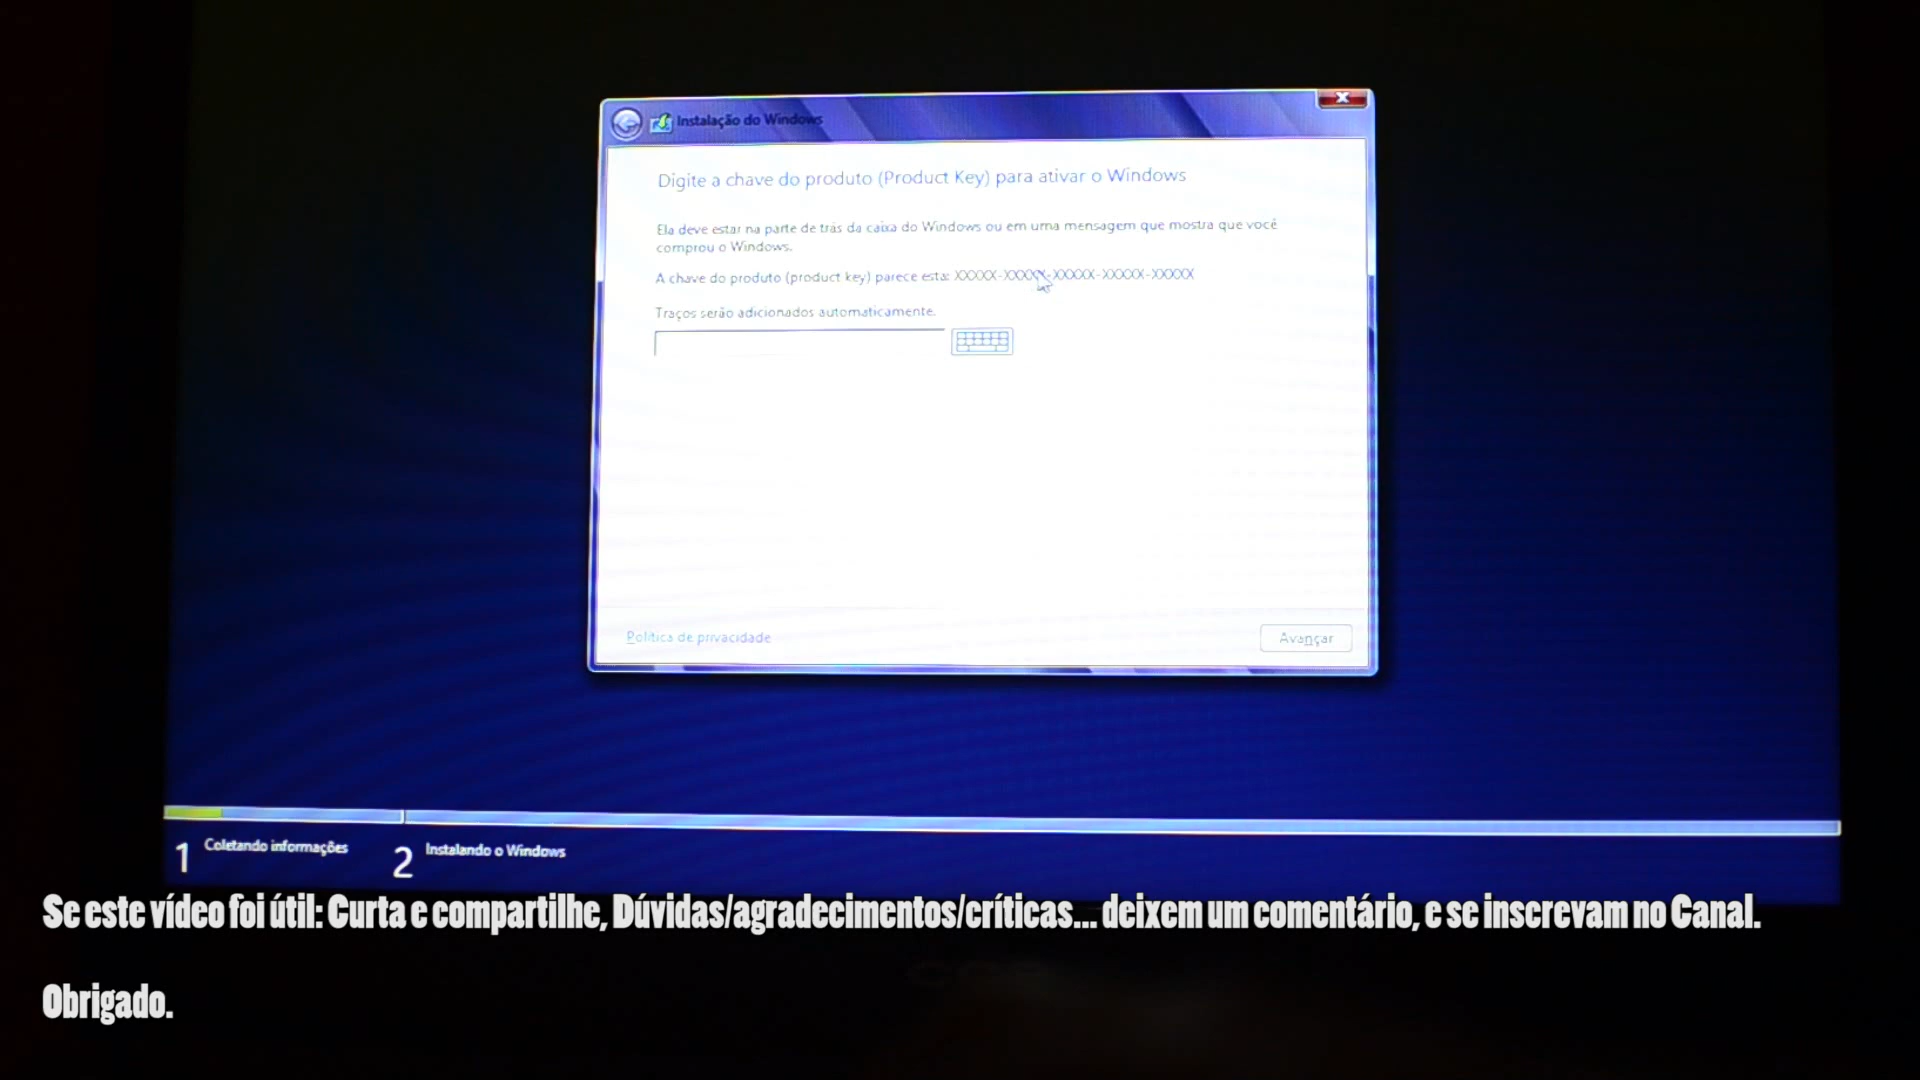 Instalação do Windows
Digite a chave do produto (Product Key) para ativar o Windows
Ela deve estar na parte de trás da caixa do Windows ou em uma mensagem que mostra que você
comprou o Windows.
A chave do produto (product key) parece esta: XXXXX-XXXXX-XXXXX-XXXXX-XXXXX
Traços serão adicionados automaticamente.
Política de privacidade
Avançar
1 Coletando informações
2 Instalando o Windows
Se este vídeo foi útil: Curta e compartilhe, Dúvidas/agradecimentos/críticas... deixem um comentário, e se inscrevam no Canal.
Obrigado.